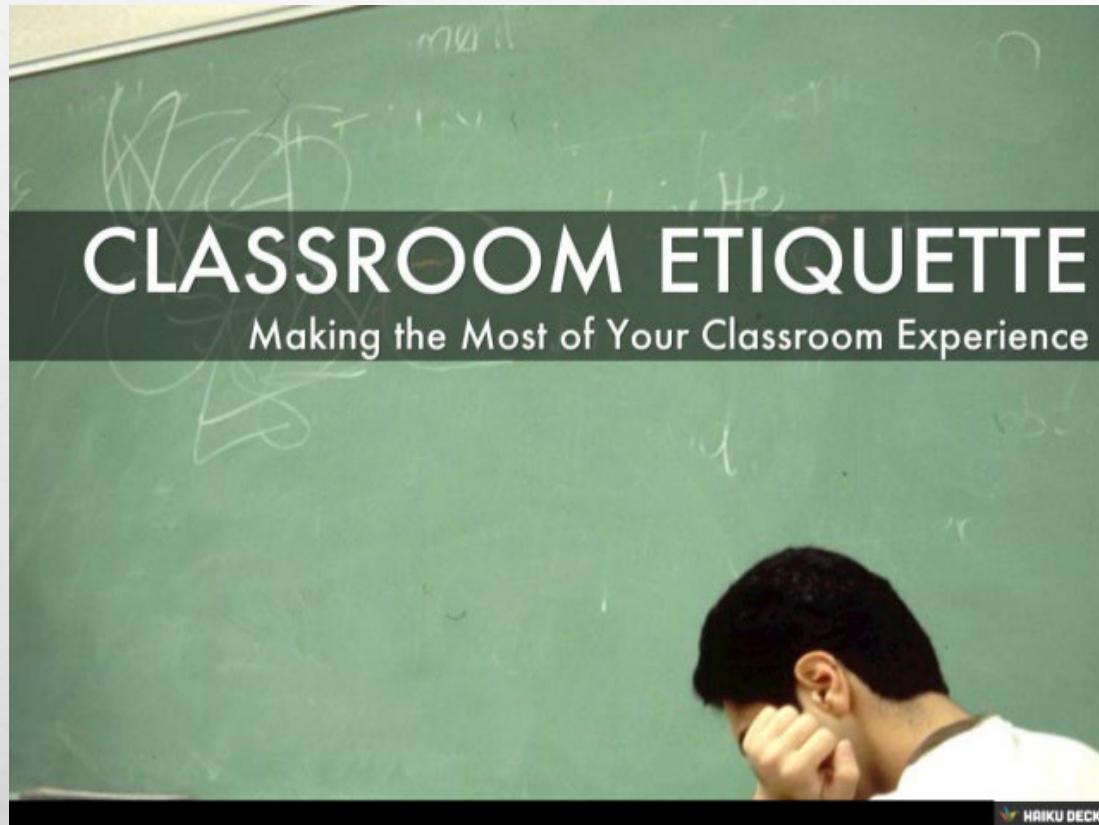 CLASSROOM ETIQUETTE
Making the Most of Your Classroom Experience
HAIKU DECK